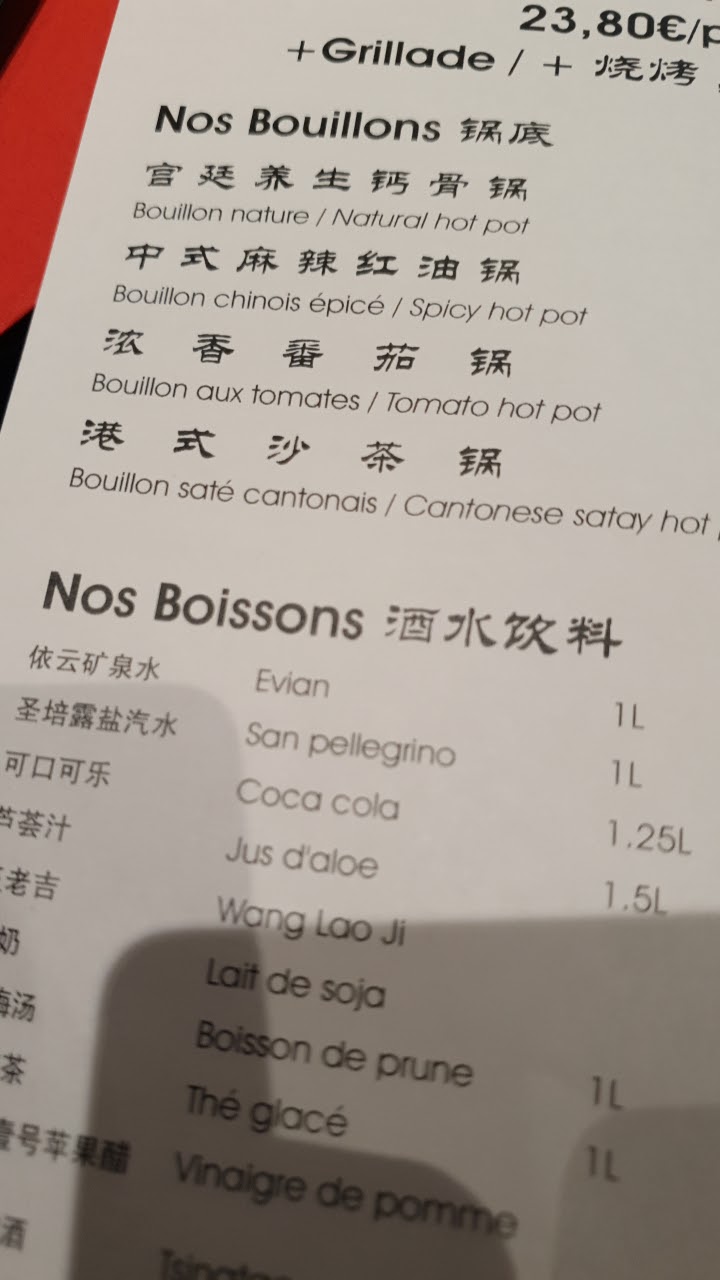 23,80€/p
+Grillade / + 烧烤
Nos Bouillons 锅底
宫廷养生钙骨锅
Bouillon nature / Natural hot pot
中式麻辣红油锅
Bouillon chinois épicé / Spicy hot pot
浓香番茄锅
Bouillon aux tomates / Tomato hot pot
港式沙茶锅
Bouillon saté cantonais / Cantonese satay hot
Nos Boissons 酒水饮料
依云矿泉水 Evian 1L
圣培露盐汽水 San pellegrino 1L
可口可乐 Coca cola 1.25L
芦荟汁 Jus d'aloe 1.5L
老吉 Wang Lao Ji
奶 Lait de soja
梅汤 Boisson de prune 1L
茶 Thé glacé 1L
壹号苹果醋 Vinaigre de pomme
酒